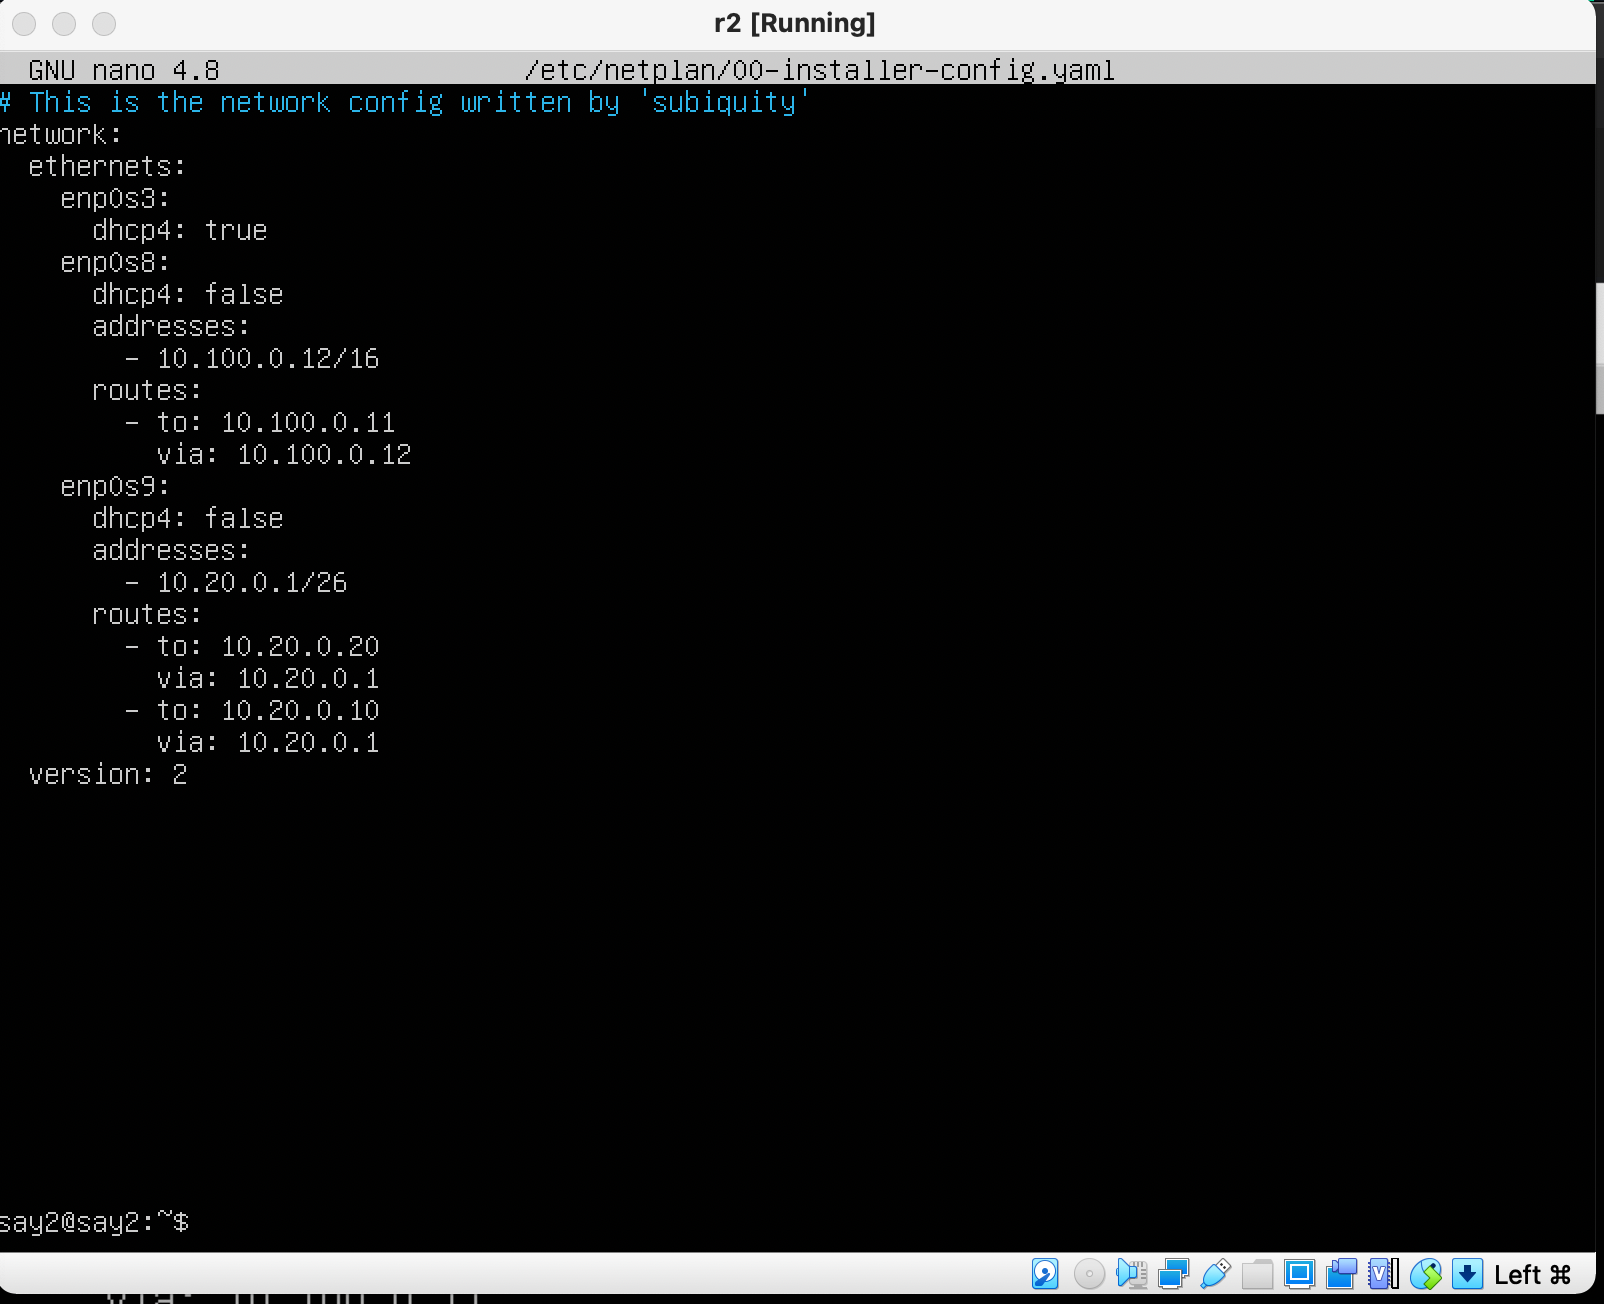 r2 [Running]
GNU nano 4.8 /etc/netplan/00-installer-config.yaml
# This is the network config written by 'subiquity'
network:
  ethernets:
    enp0s3:
      dhcp4: true
    enp0s8:
      dhcp4: false
      addresses:
        - 10.100.0.12/16
      routes:
        - to: 10.100.0.11
          via: 10.100.0.12
    enp0s9:
      dhcp4: false
      addresses:
        - 10.20.0.1/26
      routes:
        - to: 10.20.0.20
          via: 10.20.0.1
        - to: 10.20.0.10
          via: 10.20.0.1
  version: 2
say2@say2:~$
Left ⌘